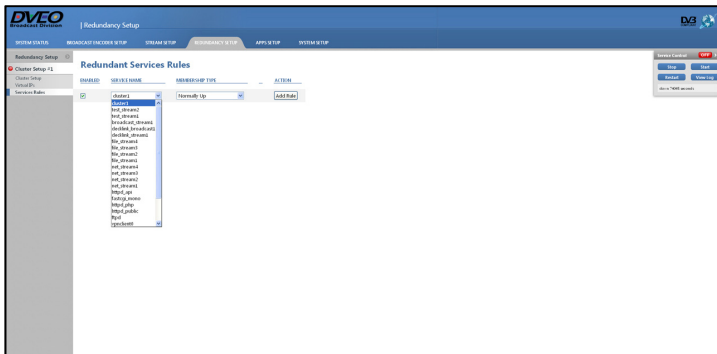 DVEO
Broadcast Division
| Redundancy Setup
DVB
SYSTEM STATUS BROADCAST ENCODER SETUP STREAM SETUP REDUNDANCY SETUP APPS SETUP SYSTEM SETUP
Redundancy Setup
Cluster Setup #1
Cluster Setup
Virtual IPs
Services Rules
Redundant Services Rules
ENABLED SERVICE NAME MEMBERSHIP TYPE ACTION
cluster1 Normally Up Add Rule
cluster1
test_stream2
test_stream1
broadcast_stream1
decklink_broadcast1
decklink_stream1
file_stream4
file_stream3
file_stream2
file_stream1
net_stream4
net_stream3
net_stream2
net_stream1
httpd_api
fastcgi_mono
httpd_php
httpd_public
ftpd
Service Control OFF
Stop Start
Restart View Log